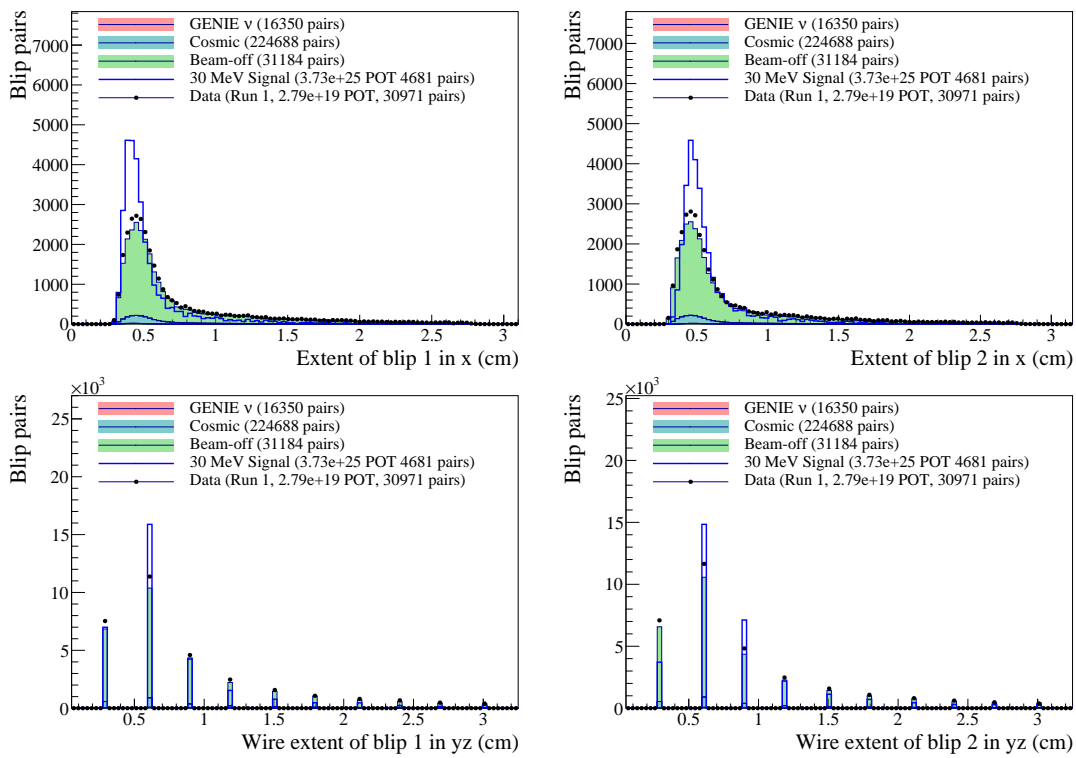 Blip pairs
7000
6000
5000
4000
3000
2000
1000
0
GENIE ν (16350 pairs)
Cosmic (224688 pairs)
Beam-off (31184 pairs)
30 MeV Signal (3.73e+25 POT 4681 pairs)
Data (Run 1, 2.79e+19 POT, 30971 pairs)
0 0.5 1 1.5 2 2.5 3
Extent of blip 1 in x (cm)
Blip pairs
7000
6000
5000
4000
3000
2000
1000
0
GENIE ν (16350 pairs)
Cosmic (224688 pairs)
Beam-off (31184 pairs)
30 MeV Signal (3.73e+25 POT 4681 pairs)
Data (Run 1, 2.79e+19 POT, 30971 pairs)
0 0.5 1 1.5 2 2.5 3
Extent of blip 2 in x (cm)
×10³
Blip pairs
25
20
15
10
5
0
GENIE ν (16350 pairs)
Cosmic (224688 pairs)
Beam-off (31184 pairs)
30 MeV Signal (3.73e+25 POT 4681 pairs)
Data (Run 1, 2.79e+19 POT, 30971 pairs)
0.5 1 1.5 2 2.5 3
Wire extent of blip 1 in yz (cm)
×10³
Blip pairs
25
20
15
10
5
0
GENIE ν (16350 pairs)
Cosmic (224688 pairs)
Beam-off (31184 pairs)
30 MeV Signal (3.73e+25 POT 4681 pairs)
Data (Run 1, 2.79e+19 POT, 30971 pairs)
0.5 1 1.5 2 2.5 3
Wire extent of blip 2 in yz (cm)